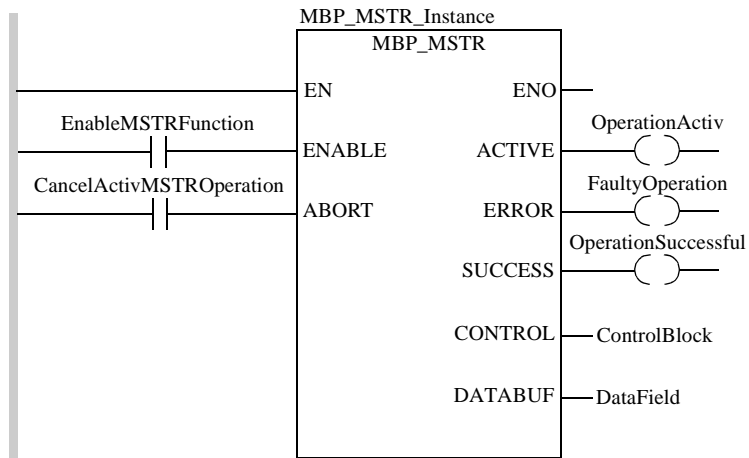 MBP_MSTR_Instance
MBP_MSTR
EN ENO
EnableMSTRFunction OperationActiv
ENABLE ACTIVE
CancelActivMSTROperation FaultyOperation
ABORT ERROR
OperationSuccessful
SUCCESS
CONTROL ControlBlock
DATABUF DataField